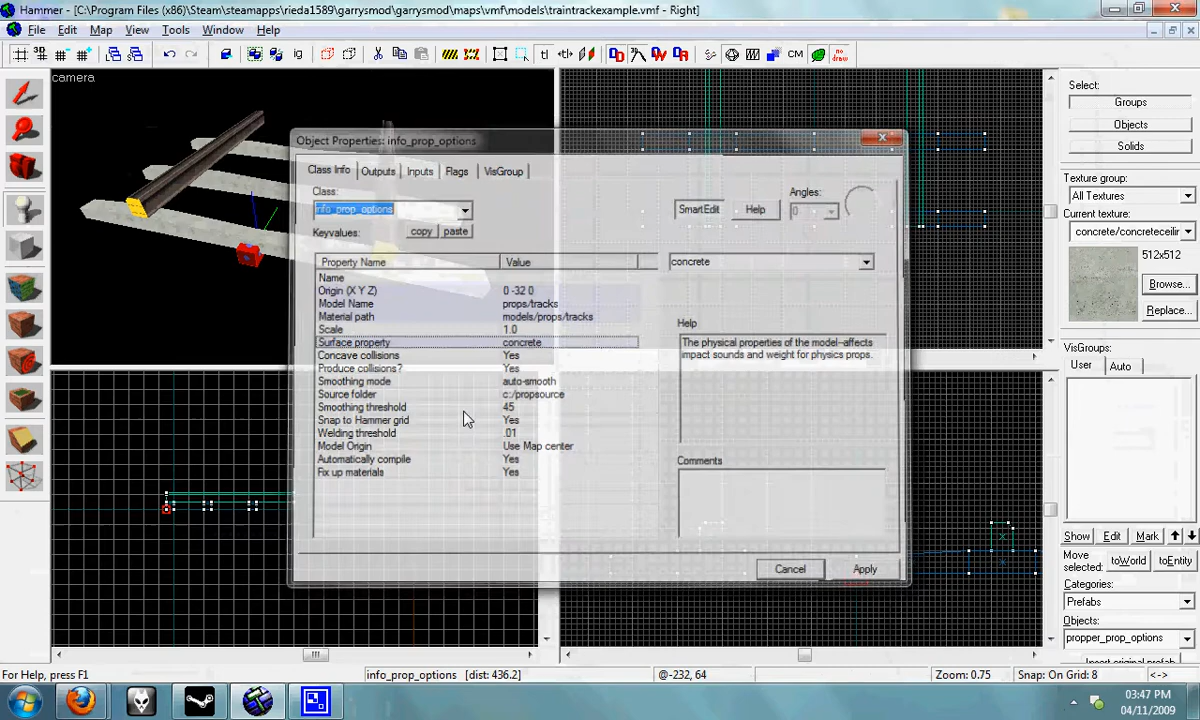 Hammer - [C:\Program Files (x86)\Steam\steamapps\rieda1589\garrysmod\garrysmod\maps\vmf\models\traintrackexample.vmf - Right]
File Edit Map View Tools Window Help
camera
Object Properties: info_prop_options
Class Info Outputs Inputs Flags VisGroup
Class:
info_prop_options
Keyvalues: copy paste
SmartEdit Help
Angles:
0
Property Name Value
Name
Origin (X Y Z) 0 -32 0
Model Name props/tracks
Material path models/props/tracks
Scale 1.0
Surface property concrete
Concave collisions Yes
Produce collisions? Yes
Smoothing mode auto-smooth
Source folder c:/propsource
Smoothing threshold 45
Snap to Hammer grid Yes
Welding threshold .01
Model Origin Use Map center
Automatically compile Yes
Fix up materials Yes
concrete
Help
The physical properties of the model--affects
impact sounds and weight for physics props.
Comments
Cancel Apply
Select:
Groups
Objects
Solids
Texture group:
All Textures
Current texture:
concrete/concreteceilir
512x512
Browse...
Replace...
VisGroups:
User Auto
Show Edit Mark
Move
selected: toWorld toEntity
Categories:
Prefabs
Objects:
propper_prop_options
Insert original prefab
For Help, press F1
info_prop_options [dist: 436.2]
@-232, 64
Zoom: 0.75
Snap: On Grid: 8
<->
03:47 PM
04/11/2009